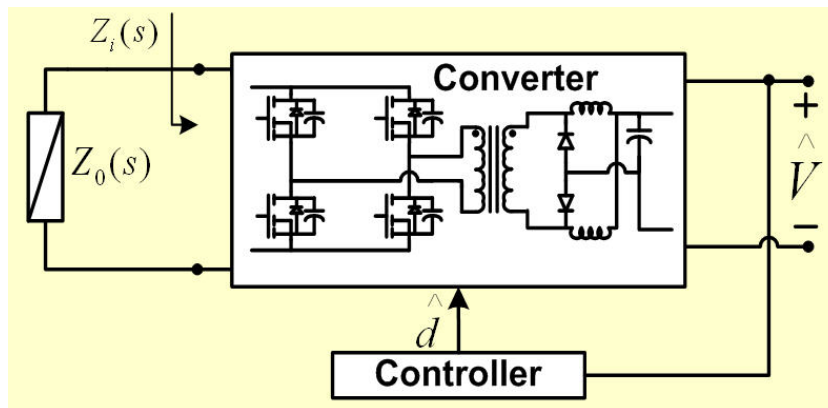 Z_i(s)
Converter
+
Z_0(s)
^
V
−
^
d
Controller